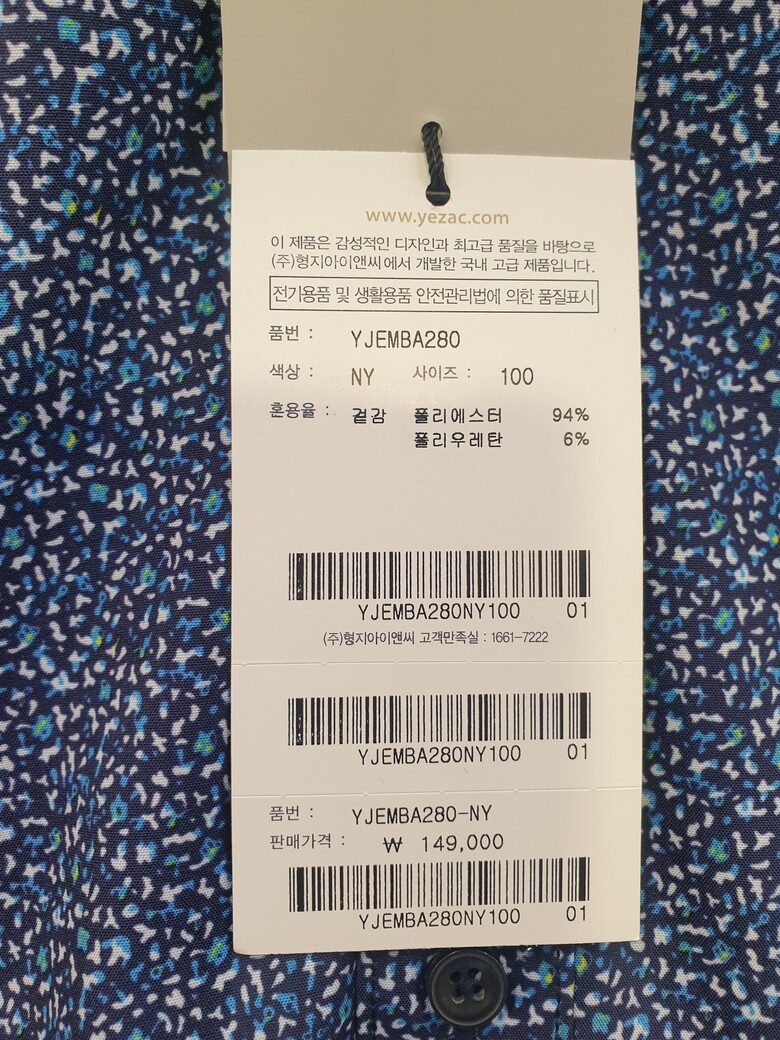 www.yezac.com
이 제품은 감성적인 디자인과 최고급 품질을 바탕으로
(주)형지아이앤씨에서 개발한 국내 고급 제품입니다.
전기용품 및 생활용품 안전관리법에 의한 품질표시
품번 : YJEMBA280
색상 : NY 사이즈 : 100
혼용율 : 겉감 폴리에스터 94%
폴리우레탄 6%
YJEMBA280NY100 01
(주)형지아이앤씨 고객만족실 : 1661-7222
YJEMBA280NY100 01
품번 : YJEMBA280-NY
판매가격 : ₩ 149,000
YJEMBA280NY100 01